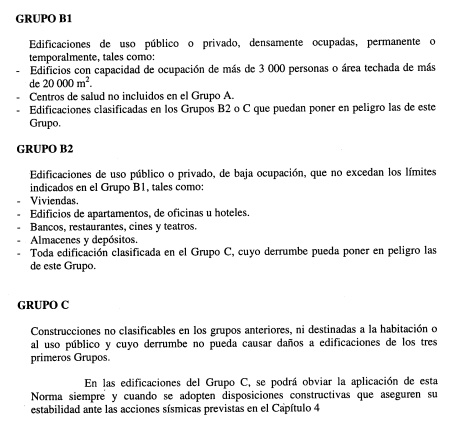 GRUPO B1
Edificaciones de uso público o privado, densamente ocupadas, permanente o
temporalmente, tales como:
- Edificios con capacidad de ocupación de más de 3 000 personas o área techada de más
de 20 000 m².
- Centros de salud no incluidos en el Grupo A.
- Edificaciones clasificadas en los Grupos B2 o C que puedan poner en peligro las de este
Grupo.
GRUPO B2
Edificaciones de uso público o privado, de baja ocupación, que no excedan los límites
indicados en el Grupo B1, tales como:
- Viviendas.
- Edificios de apartamentos, de oficinas u hoteles.
- Bancos, restaurantes, cines y teatros.
- Almacenes y depósitos.
- Toda edificación clasificada en el Grupo C, cuyo derrumbe pueda poner en peligro las
de este Grupo.
GRUPO C
Construcciones no clasificables en los grupos anteriores, ni destinadas a la habitación o
al uso público y cuyo derrumbe no pueda causar daños a edificaciones de los tres
primeros Grupos.
En las edificaciones del Grupo C, se podrá obviar la aplicación de esta
Norma siempre y cuando se adopten disposiciones constructivas que aseguren su
estabilidad ante las acciones sísmicas previstas en el Capítulo 4